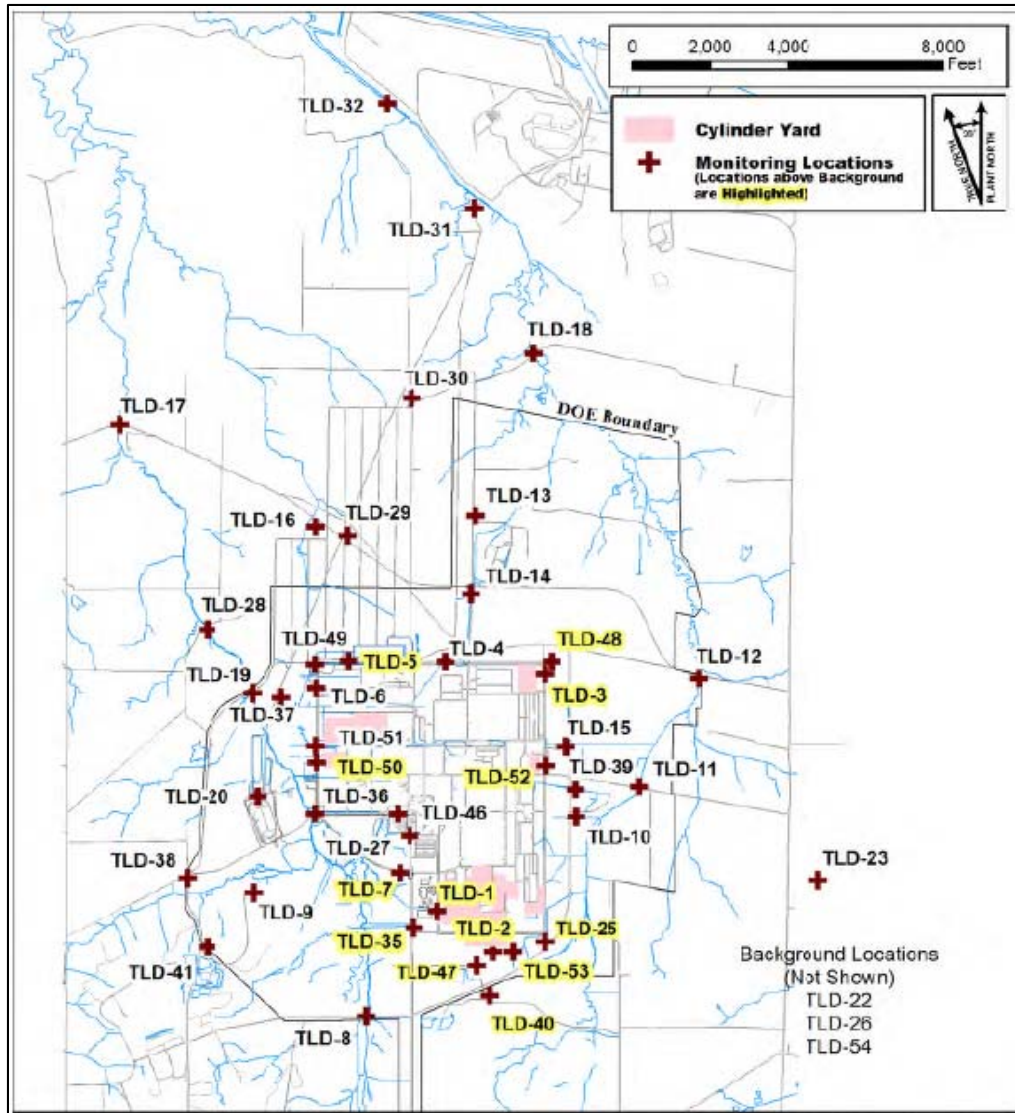 0 2,000 4,000 8,000
Feet
Cylinder Yard
Monitoring Locations
(Locations above Background
are Highlighted)
TRUE NORTH
PLANT NORTH
TLD-32
TLD-31
TLD-18
TLD-30
TLD-17
DOE Boundary
TLD-13
TLD-29
TLD-16
TLD-14
TLD-28
TLD-49
TLD-4
TLD-48
TLD-5
TLD-12
TLD-19
TLD-6
TLD-3
TLD-37
TLD-51
TLD-15
TLD-50
TLD-52
TLD-39
TLD-11
TLD-20
TLD-36
TLD-46
TLD-10
TLD-27
TLD-38
TLD-23
TLD-7
TLD-1
TLD-9
TLD-2
TLD-25
TLD-35
TLD-41
TLD-47
TLD-53
Background Locations
(Not Shown)
TLD-22
TLD-26
TLD-54
TLD-40
TLD-8